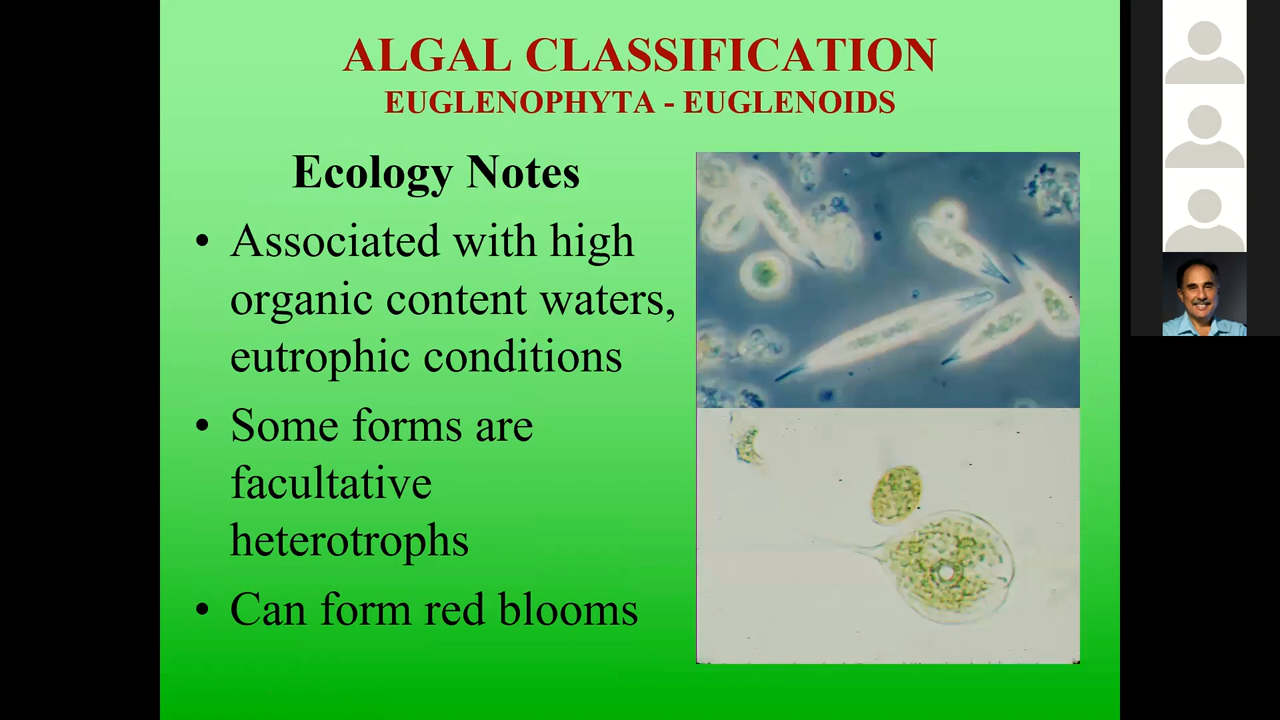 ALGAL CLASSIFICATION
EUGLENOPHYTA - EUGLENOIDS
Ecology Notes
• Associated with high
organic content waters,
eutrophic conditions
• Some forms are
facultative
heterotrophs
• Can form red blooms